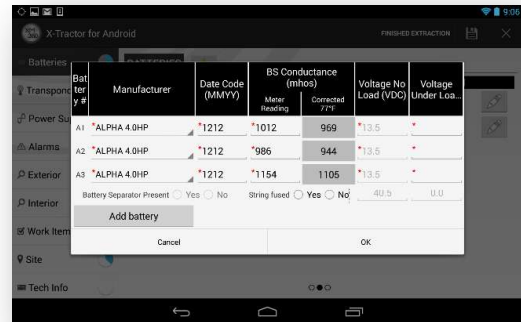 9:06
X-Tractor for Android
FINISHED EXTRACTION
Batteries
BATTERIES
Transpond
Power Su
Alarms
Exterior
Interior
Work Item
Site
Tech Info
Battery #
Manufacturer
Date Code (MMYY)
BS Conductance (mhos)
Meter Reading
Corrected 77°F
Voltage No Load (VDC)
Voltage Under Loa...
A1 *ALPHA 4.0HP *1212 *1012 969 *13.5 *
A2 *ALPHA 4.0HP *1212 *986 944 *13.5 *
A3 *ALPHA 4.0HP *1212 *1154 1105 *13.5 *
Battery Separator Present Yes No String fused Yes No 40.5 0.0
Add battery
Cancel OK